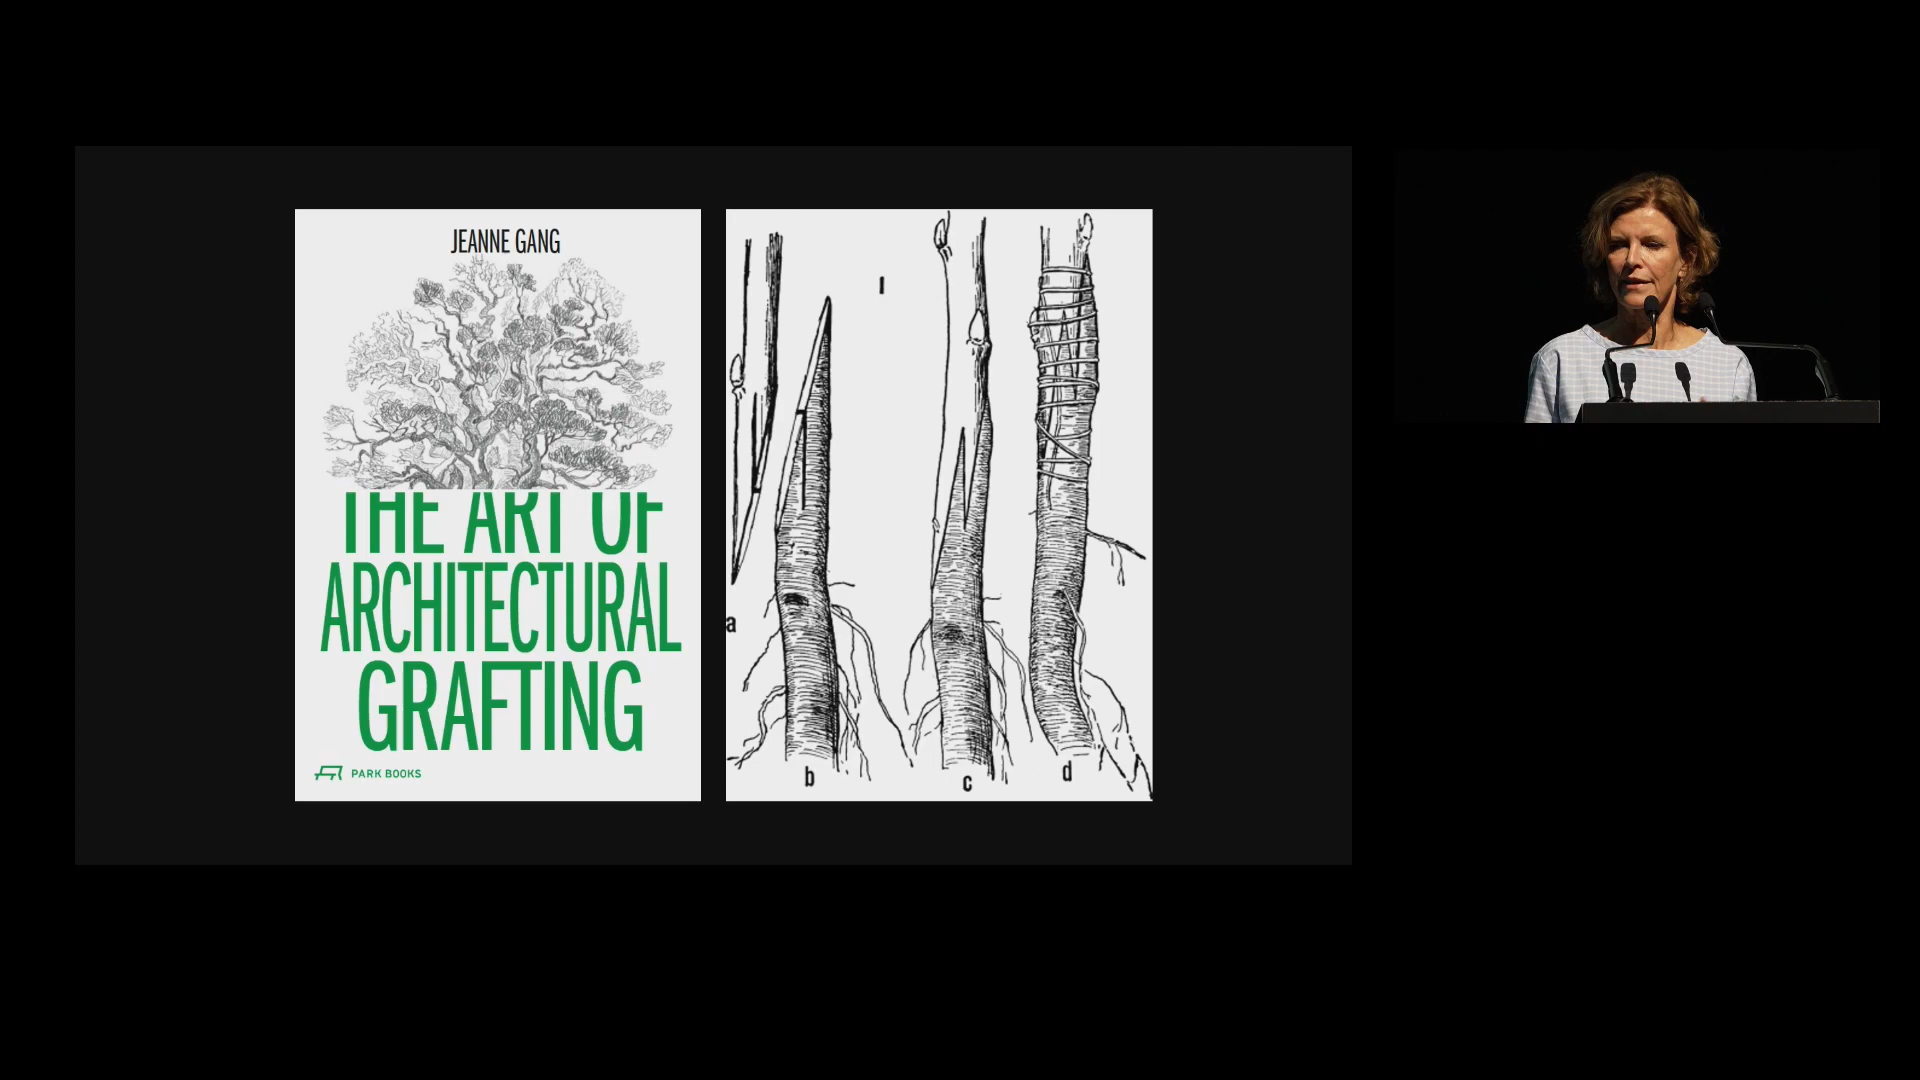 JEANNE GANG
THE ART OF
ARCHITECTURAL
GRAFTING
PARK BOOKS
I
a
b
c
d